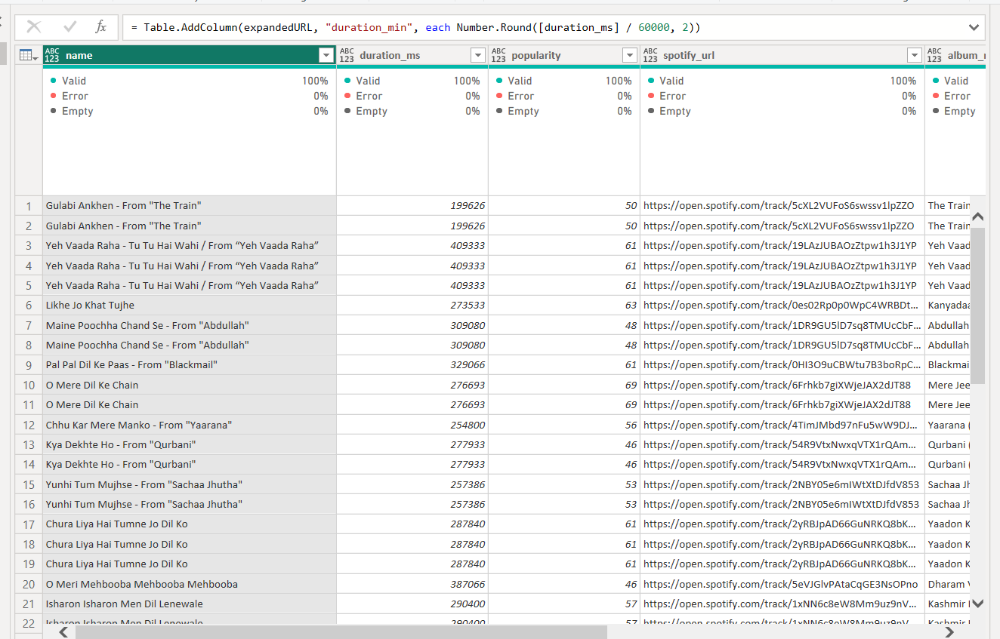 fx = Table.AddColumn(expandedURL, "duration_min", each Number.Round([duration_ms] / 60000, 2))
ABC 123 name ABC 123 duration_ms ABC 123 popularity ABC 123 spotify_url ABC 123 album_
Valid 100% Valid 100% Valid 100% Valid 100% Valid
Error 0% Error 0% Error 0% Error 0% Error
Empty 0% Empty 0% Empty 0% Empty 0% Empty
1 Gulabi Ankhen - From "The Train" 199626 50 https://open.spotify.com/track/5cXL2VUFoS6swssv1lpZZO The Train
2 Gulabi Ankhen - From "The Train" 199626 50 https://open.spotify.com/track/5cXL2VUFoS6swssv1lpZZO The Train
3 Yeh Vaada Raha - Tu Tu Hai Wahi / From “Yeh Vaada Raha” 409333 61 https://open.spotify.com/track/19LAzJUBAOzZtpw1h3J1YP Yeh Vaad
4 Yeh Vaada Raha - Tu Tu Hai Wahi / From “Yeh Vaada Raha” 409333 61 https://open.spotify.com/track/19LAzJUBAOzZtpw1h3J1YP Yeh Vaad
5 Yeh Vaada Raha - Tu Tu Hai Wahi / From “Yeh Vaada Raha” 409333 61 https://open.spotify.com/track/19LAzJUBAOzZtpw1h3J1YP Yeh Vaad
6 Likhe Jo Khat Tujhe 273533 63 https://open.spotify.com/track/0es02Rp0p0WpC4WRBDt... Kanyadaa
7 Maine Poochha Chand Se - From "Abdullah" 309080 48 https://open.spotify.com/track/1DR9GU5lD7sq8TMUcCbF... Abdullah
8 Maine Poochha Chand Se - From "Abdullah" 309080 48 https://open.spotify.com/track/1DR9GU5lD7sq8TMUcCbF... Abdullah
9 Pal Pal Dil Ke Paas - From "Blackmail" 329066 61 https://open.spotify.com/track/0HI3O9uCBWtu7B3boRpC... Blackmai
10 O Mere Dil Ke Chain 276693 69 https://open.spotify.com/track/6Frhkb7giXWjeJAX2dJT88 Mere Jee
11 O Mere Dil Ke Chain 276693 69 https://open.spotify.com/track/6Frhkb7giXWjeJAX2dJT88 Mere Jee
12 Chhu Kar Mere Manko - From "Yaarana" 254800 56 https://open.spotify.com/track/4TimJMbd97nFu5wW9DJ... Yaarana (
13 Kya Dekhte Ho - From "Qurbani" 277933 46 https://open.spotify.com/track/54R9VtxNwxqVTX1rQAm... Qurbani (
14 Kya Dekhte Ho - From "Qurbani" 277933 46 https://open.spotify.com/track/54R9VtxNwxqVTX1rQAm... Qurbani (
15 Yunhi Tum Mujhse - From "Sachaa Jhutha" 257386 53 https://open.spotify.com/track/2NBY05e6mIWtXtDJfdV853 Sachaa Jh
16 Yunhi Tum Mujhse - From "Sachaa Jhutha" 257386 53 https://open.spotify.com/track/2NBY05e6mIWtXtDJfdV853 Sachaa Jh
17 Chura Liya Hai Tumne Jo Dil Ko 287840 61 https://open.spotify.com/track/2yRBJpAD66GuNRKQ8bK... Yaadon K
18 Chura Liya Hai Tumne Jo Dil Ko 287840 61 https://open.spotify.com/track/2yRBJpAD66GuNRKQ8bK... Yaadon K
19 Chura Liya Hai Tumne Jo Dil Ko 287840 61 https://open.spotify.com/track/2yRBJpAD66GuNRKQ8bK... Yaadon K
20 O Meri Mehbooba Mehbooba Mehbooba 387066 46 https://open.spotify.com/track/5eVJGlvPAtaCqGE3NsOPno Dharam V
21 Isharon Isharon Men Dil Lenewale 290400 57 https://open.spotify.com/track/1xNN6c8eW8Mm9uz9nV... Kashmir
22 Isharon Isharon Men Dil Lenewale 290400 57 https://open.spotify.com/track/1xNN6c8eW8Mm9uz9nV... Kashmir